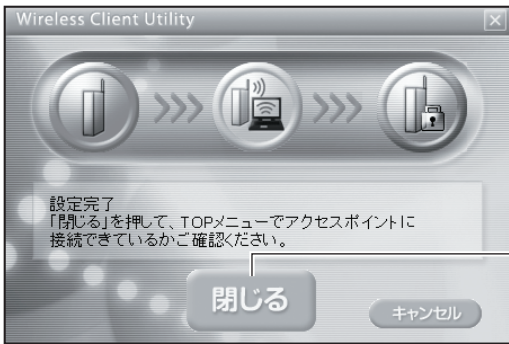 Wireless Client Utility
設定完了
「閉じる」を押して、TOPメニューでアクセスポイントに
接続できているかご確認ください。
閉じる
キャンセル